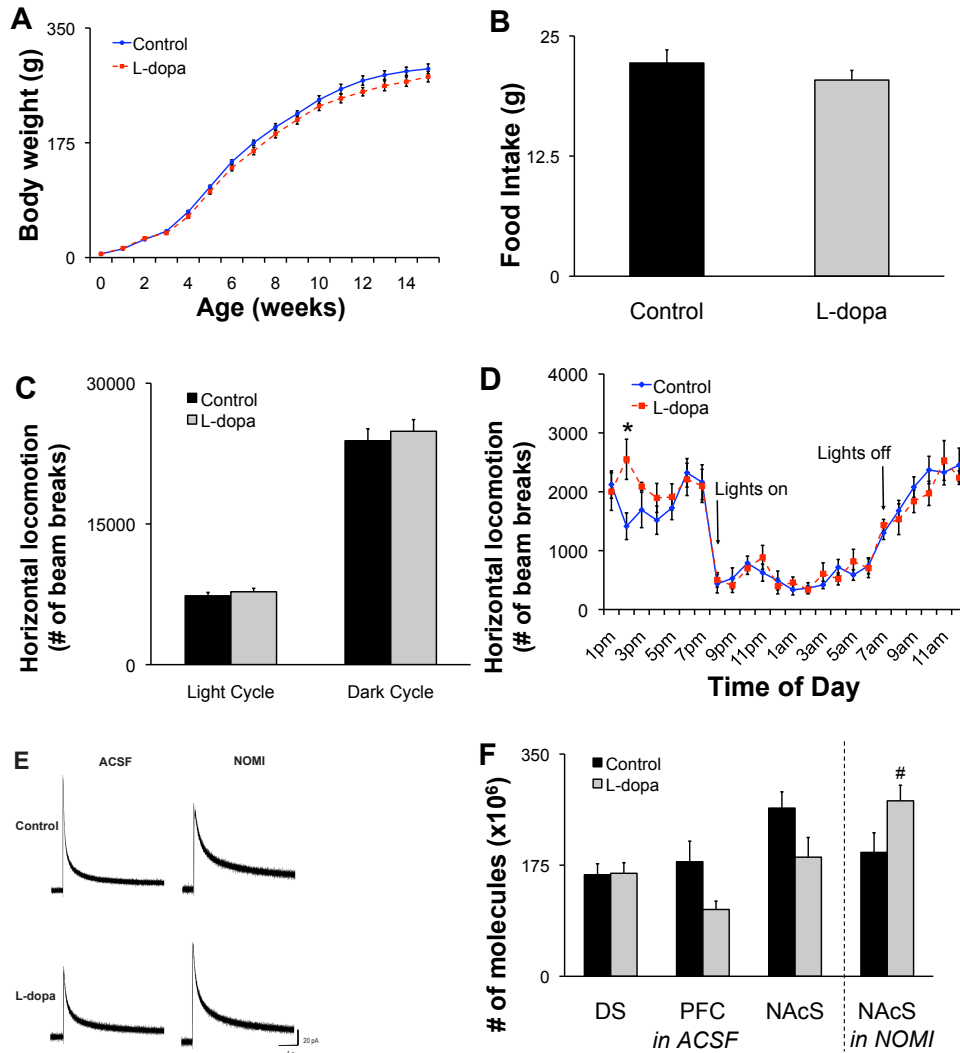 A
Body weight (g)
350
175
0
Control
L-dopa
0 2 4 6 8 10 12 14
Age (weeks)
B
Food Intake (g)
25
12.5
0
Control L-dopa
C
Horizontal locomotion
(# of beam breaks)
30000
15000
0
Control
L-dopa
Light Cycle Dark Cycle
D
Horizontal locomotion
(# of beam breaks)
4000
3000
2000
1000
0
Control
L-dopa
*
Lights on
Lights off
1pm 3pm 5pm 7pm 9pm 11pm 1am 3am 5am 7am 9am 11am
Time of Day
E
ACSF NOMI
Control
L-dopa
20 pA
F
# of molecules (x10⁶)
350
175
0
Control
L-dopa
#
DS PFC NAcS NAcS
in ACSF in NOMI